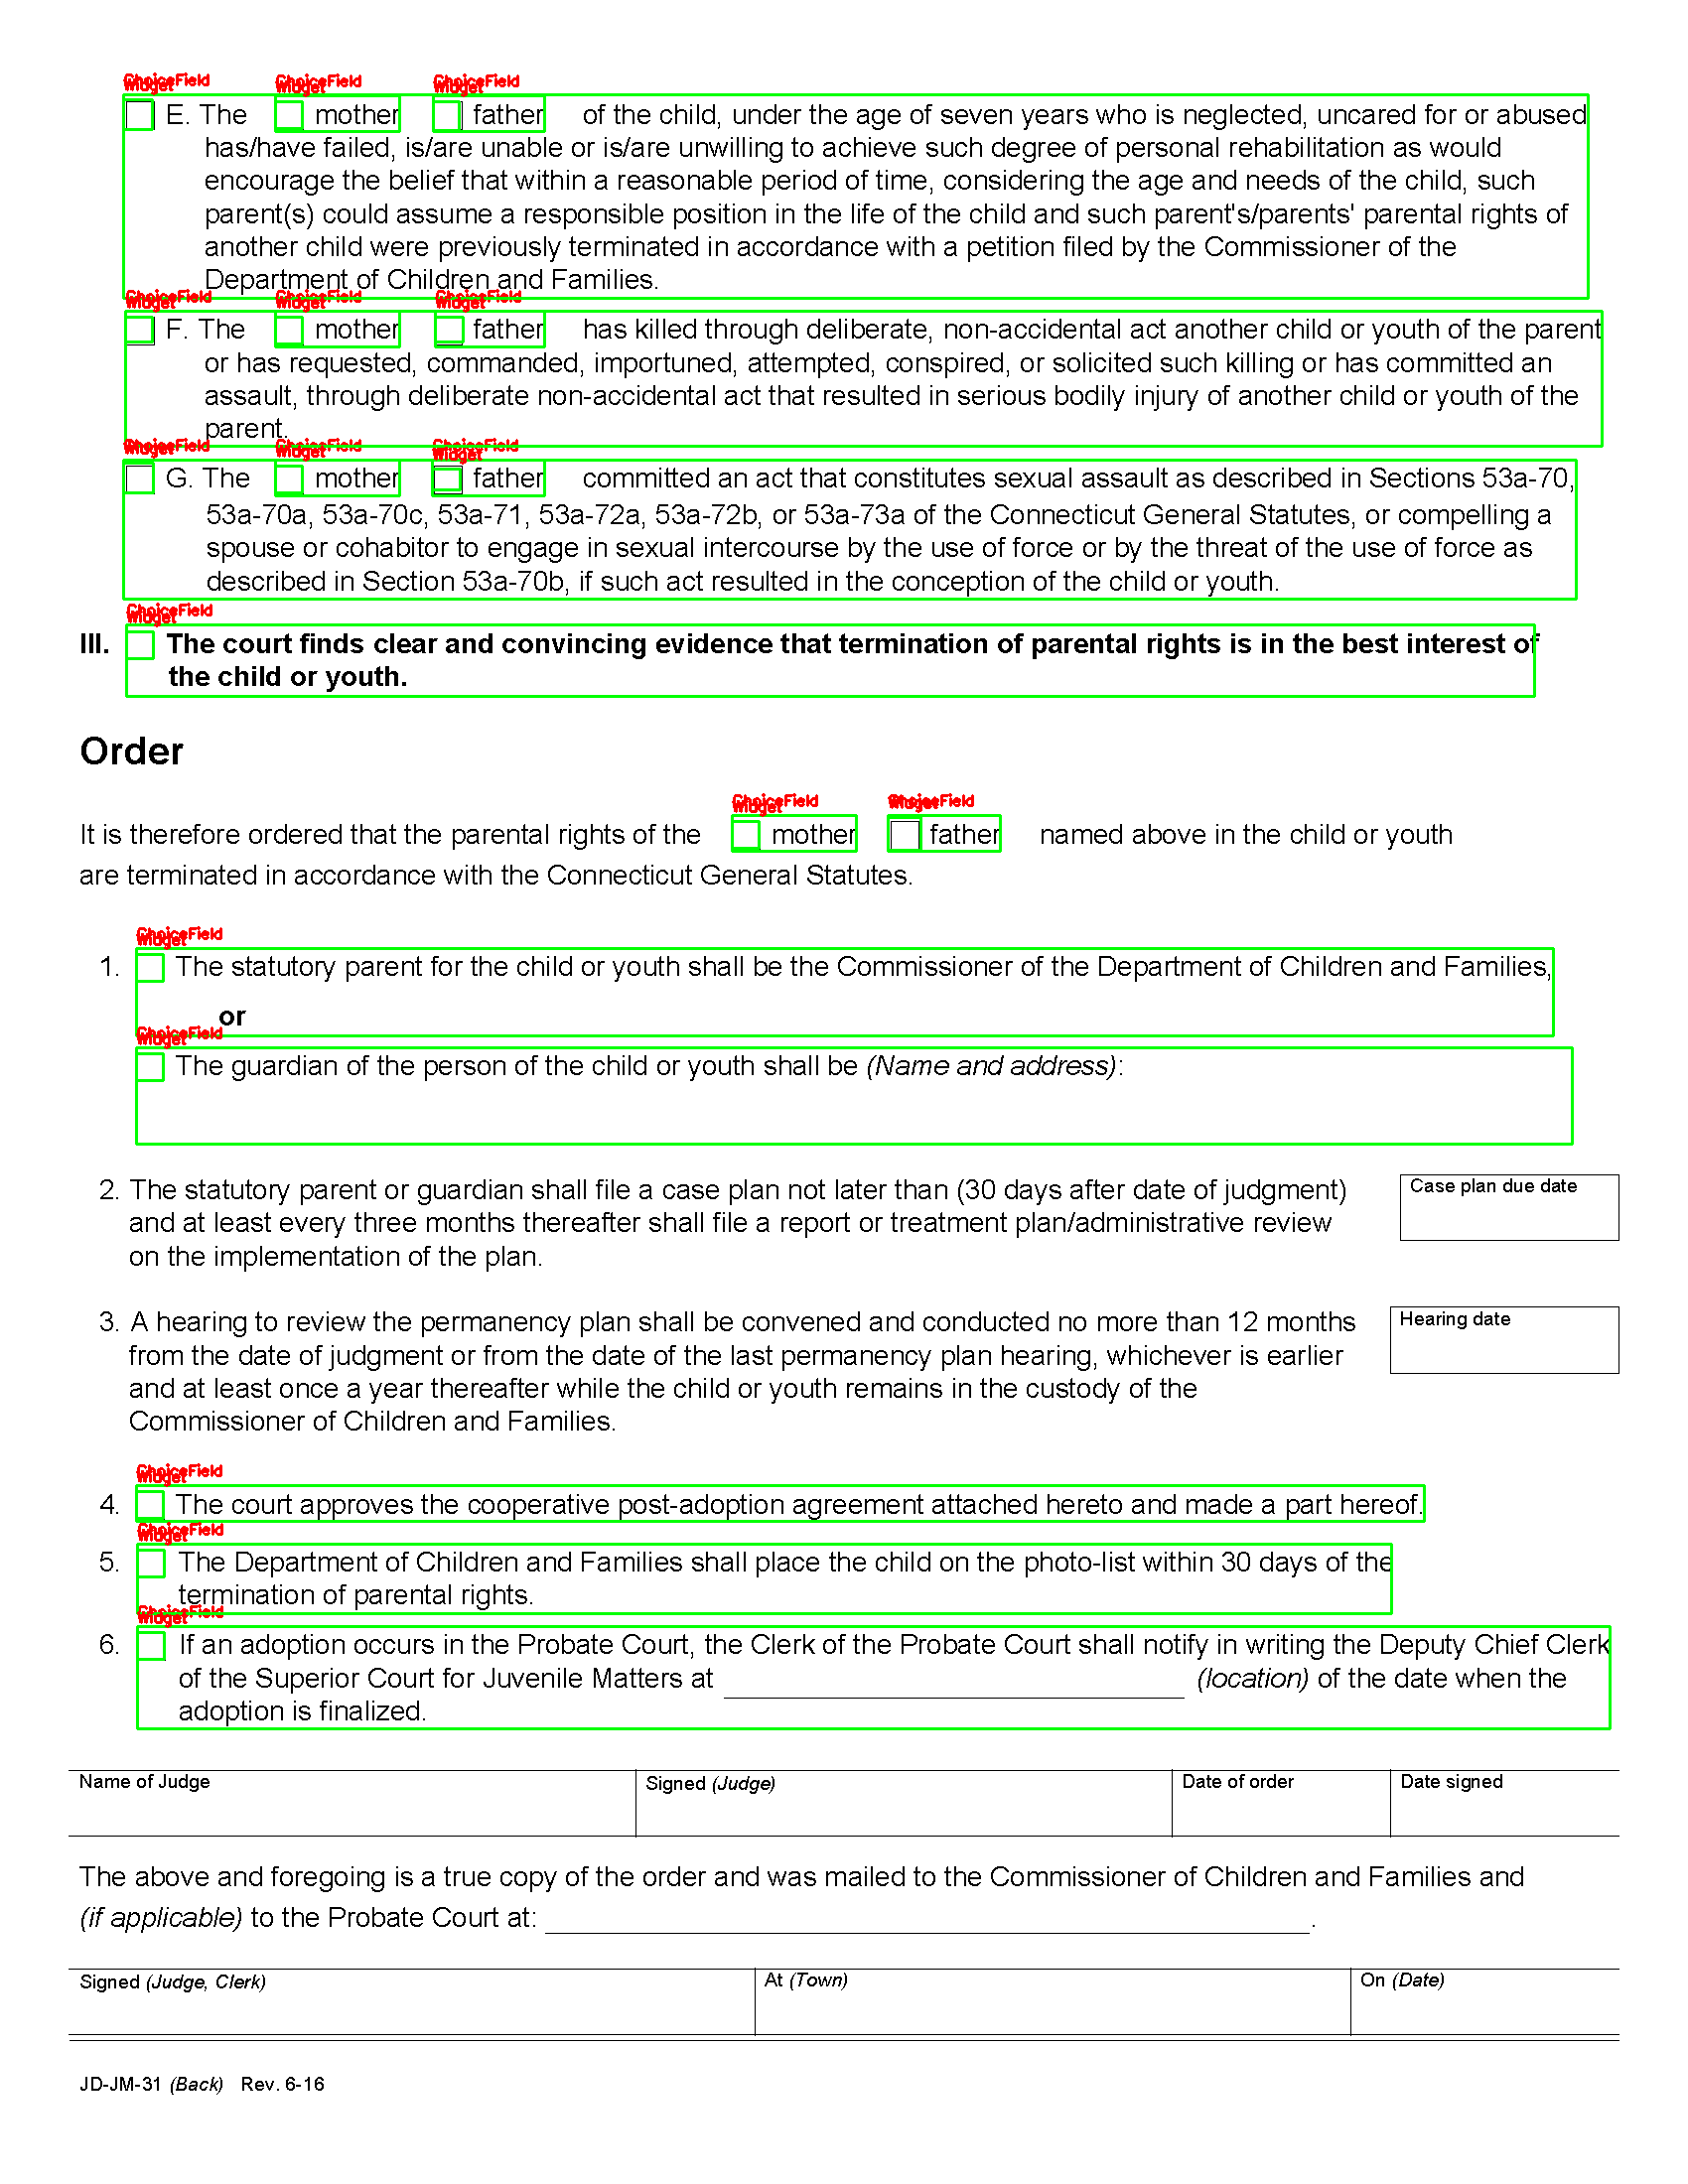 ChoiceField ChoiceField ChoiceField
Widget Widget Widget
E. The mother father of the child, under the age of seven years who is neglected, uncared for or abused
has/have failed, is/are unable or is/are unwilling to achieve such degree of personal rehabilitation as would
encourage the belief that within a reasonable period of time, considering the age and needs of the child, such
parent(s) could assume a responsible position in the life of the child and such parent's/parents' parental rights of
another child were previously terminated in accordance with a petition filed by the Commissioner of the
Department of Children and Families.
ChoiceField ChoiceField ChoiceField
Widget Widget Widget
F. The mother father has killed through deliberate, non-accidental act another child or youth of the parent
or has requested, commanded, importuned, attempted, conspired, or solicited such killing or has committed an
assault, through deliberate non-accidental act that resulted in serious bodily injury of another child or youth of the
parent.
ChoiceField ChoiceField ChoiceField
Widget Widget Widget
G. The mother father committed an act that constitutes sexual assault as described in Sections 53a-70,
53a-70a, 53a-70c, 53a-71, 53a-72a, 53a-72b, or 53a-73a of the Connecticut General Statutes, or compelling a
spouse or cohabitor to engage in sexual intercourse by the use of force or by the threat of the use of force as
described in Section 53a-70b, if such act resulted in the conception of the child or youth.
ChoiceField
Widget
III. The court finds clear and convincing evidence that termination of parental rights is in the best interest of
the child or youth.
Order
ChoiceField ChoiceField
Widget Widget
It is therefore ordered that the parental rights of the mother father named above in the child or youth
are terminated in accordance with the Connecticut General Statutes.
ChoiceField
Widget
1. The statutory parent for the child or youth shall be the Commissioner of the Department of Children and Families,
or
ChoiceField
Widget
The guardian of the person of the child or youth shall be (Name and address):
2. The statutory parent or guardian shall file a case plan not later than (30 days after date of judgment)
and at least every three months thereafter shall file a report or treatment plan/administrative review
on the implementation of the plan.
Case plan due date
3. A hearing to review the permanency plan shall be convened and conducted no more than 12 months
from the date of judgment or from the date of the last permanency plan hearing, whichever is earlier
and at least once a year thereafter while the child or youth remains in the custody of the
Commissioner of Children and Families.
Hearing date
ChoiceField
Widget
4. The court approves the cooperative post-adoption agreement attached hereto and made a part hereof.
ChoiceField
Widget
5. The Department of Children and Families shall place the child on the photo-list within 30 days of the
termination of parental rights.
ChoiceField
Widget
6. If an adoption occurs in the Probate Court, the Clerk of the Probate Court shall notify in writing the Deputy Chief Clerk
of the Superior Court for Juvenile Matters at (location) of the date when the
adoption is finalized.
Name of Judge Signed (Judge) Date of order Date signed
The above and foregoing is a true copy of the order and was mailed to the Commissioner of Children and Families and
(if applicable) to the Probate Court at: .
Signed (Judge, Clerk) At (Town) On (Date)
JD-JM-31 (Back) Rev. 6-16